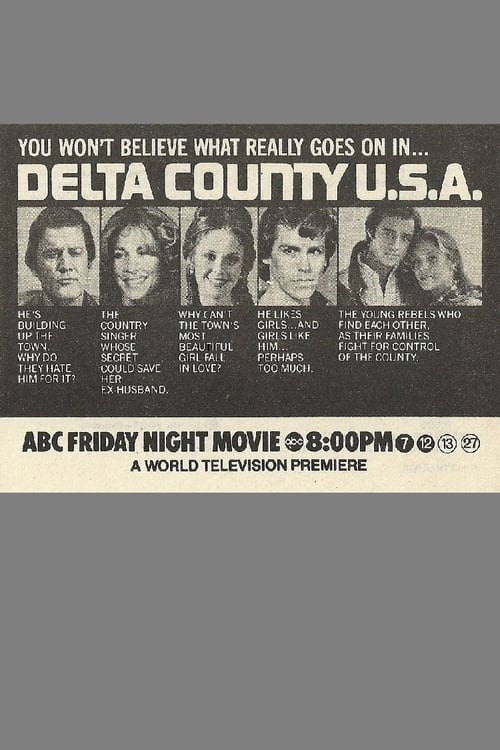 YOU WON'T BELIEVE WHAT REALLY GOES ON IN...
DELTA COUNTY U.S.A.
HE'S
BUILDING
UP THE
TOWN.
WHY DO
THEY HATE
HIM FOR IT?
THE
COUNTRY
SINGER
WHOSE
SECRET
COULD SAVE
HER
EX-HUSBAND.
WHY CAN'T
THE TOWN'S
MOST
BEAUTIFUL
GIRL FALL
IN LOVE?
HE LIKES
GIRLS...AND
GIRLS LIKE
HIM...
PERHAPS
TOO MUCH.
THE YOUNG REBELS WHO
FIND EACH OTHER,
AS THEIR FAMILIES
FIGHT FOR CONTROL
OF THE COUNTY.
ABC FRIDAY NIGHT MOVIE abc 8:00PM 7 12 13 27
A WORLD TELEVISION PREMIERE